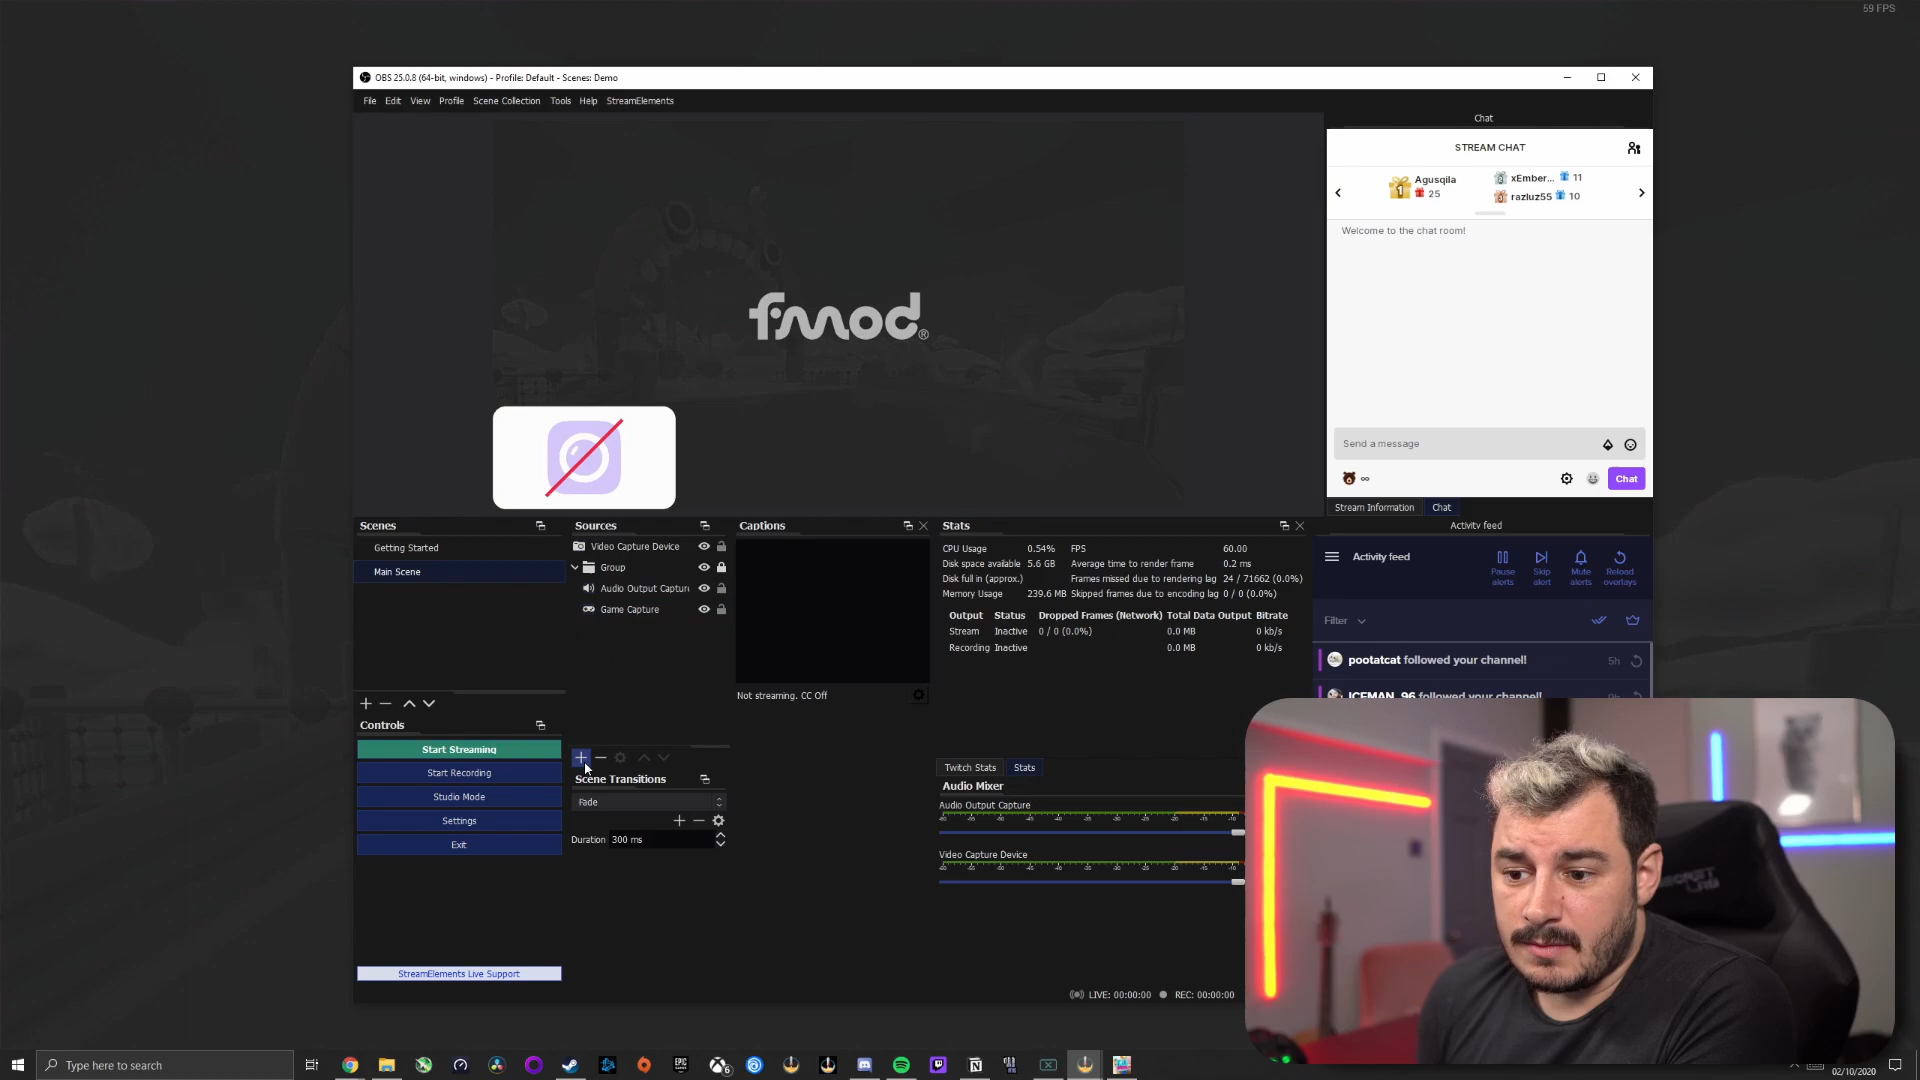 59 FPS
OBS 25.0.8 (64-bit, windows) - Profile: Default - Scenes: Demo
File Edit View Profile Scene Collection Tools Help StreamElements
fmod®
Chat
STREAM CHAT
Agusqila
25
xEmber... 11
razluz55 10
Welcome to the chat room!
Send a message
∞
Chat
Stream Information Chat
Activity feed
Scenes
Getting Started
Main Scene
Sources
Video Capture Device
Group
Audio Output Captur
Game Capture
Captions
Not streaming. CC Off
Stats
CPU Usage 0.54% FPS 60.00
Disk space available 5.6 GB Average time to render frame 0.2 ms
Disk full in (approx.) Frames missed due to rendering lag 24 / 71662 (0.0%)
Memory Usage 239.6 MB Skipped frames due to encoding lag 0 / 0 (0.0%)
Output Status Dropped Frames (Network) Total Data Output Bitrate
Stream Inactive 0 / 0 (0.0%) 0.0 MB 0 kb/s
Recording Inactive 0.0 MB 0 kb/s
Activity feed
Pause alerts
Skip alert
Mute alerts
Reload overlays
Filter
pootatcat followed your channel! 5h
ICEMAN_96 followed your channel!
Controls
Start Streaming
Start Recording
Studio Mode
Settings
Exit
StreamElements Live Support
Scene Transitions
Fade
Duration 300 ms
Twitch Stats Stats
Audio Mixer
Audio Output Capture
Video Capture Device
LIVE: 00:00:00 REC: 00:00:00
Type here to search
EPIC
6
02/10/2020